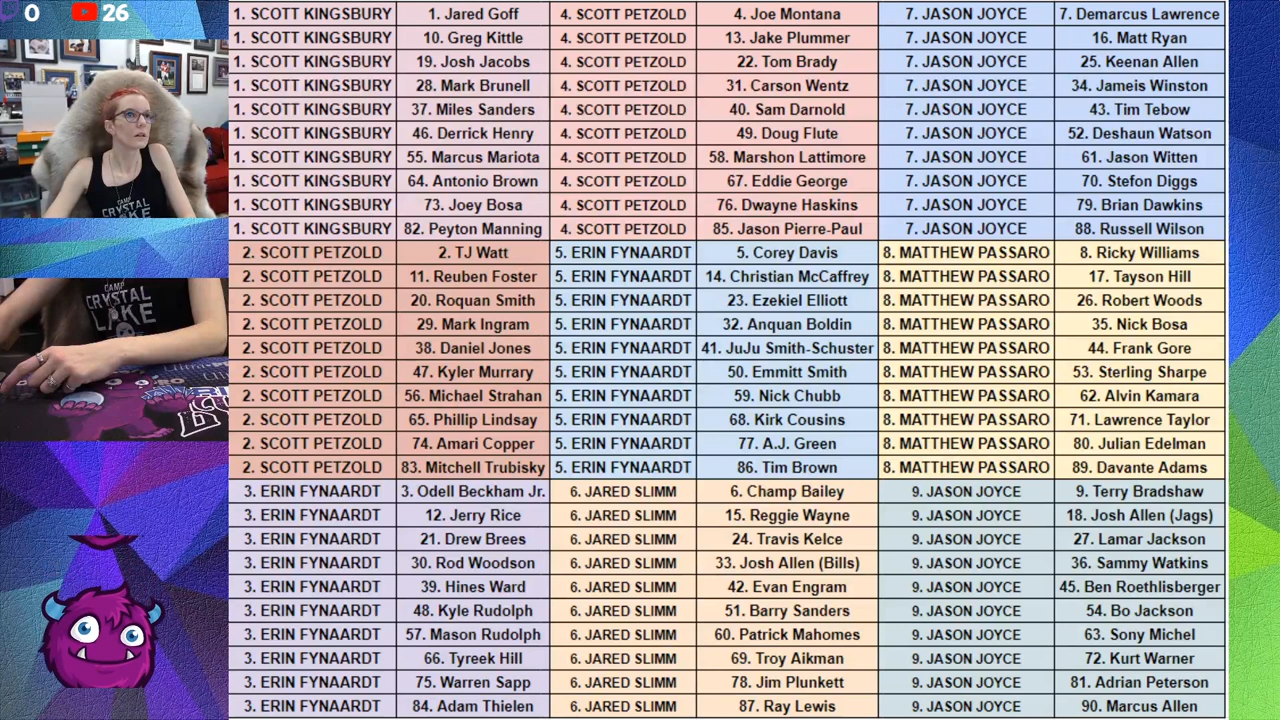 0 26
CAMP
CRYSTAL
LAKE
CAMP
CRYSTAL
LAKE
1. SCOTT KINGSBURY 1. Jared Goff 4. SCOTT PETZOLD 4. Joe Montana 7. JASON JOYCE 7. Demarcus Lawrence
1. SCOTT KINGSBURY 10. Greg Kittle 4. SCOTT PETZOLD 13. Jake Plummer 7. JASON JOYCE 16. Matt Ryan
1. SCOTT KINGSBURY 19. Josh Jacobs 4. SCOTT PETZOLD 22. Tom Brady 7. JASON JOYCE 25. Keenan Allen
1. SCOTT KINGSBURY 28. Mark Brunell 4. SCOTT PETZOLD 31. Carson Wentz 7. JASON JOYCE 34. Jameis Winston
1. SCOTT KINGSBURY 37. Miles Sanders 4. SCOTT PETZOLD 40. Sam Darnold 7. JASON JOYCE 43. Tim Tebow
1. SCOTT KINGSBURY 46. Derrick Henry 4. SCOTT PETZOLD 49. Doug Flute 7. JASON JOYCE 52. Deshaun Watson
1. SCOTT KINGSBURY 55. Marcus Mariota 4. SCOTT PETZOLD 58. Marshon Lattimore 7. JASON JOYCE 61. Jason Witten
1. SCOTT KINGSBURY 64. Antonio Brown 4. SCOTT PETZOLD 67. Eddie George 7. JASON JOYCE 70. Stefon Diggs
1. SCOTT KINGSBURY 73. Joey Bosa 4. SCOTT PETZOLD 76. Dwayne Haskins 7. JASON JOYCE 79. Brian Dawkins
1. SCOTT KINGSBURY 82. Peyton Manning 4. SCOTT PETZOLD 85. Jason Pierre-Paul 7. JASON JOYCE 88. Russell Wilson
2. SCOTT PETZOLD 2. TJ Watt 5. ERIN FYNAARDT 5. Corey Davis 8. MATTHEW PASSARO 8. Ricky Williams
2. SCOTT PETZOLD 11. Reuben Foster 5. ERIN FYNAARDT 14. Christian McCaffrey 8. MATTHEW PASSARO 17. Tayson Hill
2. SCOTT PETZOLD 20. Roquan Smith 5. ERIN FYNAARDT 23. Ezekiel Elliott 8. MATTHEW PASSARO 26. Robert Woods
2. SCOTT PETZOLD 29. Mark Ingram 5. ERIN FYNAARDT 32. Anquan Boldin 8. MATTHEW PASSARO 35. Nick Bosa
2. SCOTT PETZOLD 38. Daniel Jones 5. ERIN FYNAARDT 41. JuJu Smith-Schuster 8. MATTHEW PASSARO 44. Frank Gore
2. SCOTT PETZOLD 47. Kyler Murrary 5. ERIN FYNAARDT 50. Emmitt Smith 8. MATTHEW PASSARO 53. Sterling Sharpe
2. SCOTT PETZOLD 56. Michael Strahan 5. ERIN FYNAARDT 59. Nick Chubb 8. MATTHEW PASSARO 62. Alvin Kamara
2. SCOTT PETZOLD 65. Phillip Lindsay 5. ERIN FYNAARDT 68. Kirk Cousins 8. MATTHEW PASSARO 71. Lawrence Taylor
2. SCOTT PETZOLD 74. Amari Copper 5. ERIN FYNAARDT 77. A.J. Green 8. MATTHEW PASSARO 80. Julian Edelman
2. SCOTT PETZOLD 83. Mitchell Trubisky 5. ERIN FYNAARDT 86. Tim Brown 8. MATTHEW PASSARO 89. Davante Adams
3. ERIN FYNAARDT 3. Odell Beckham Jr. 6. JARED SLIMM 6. Champ Bailey 9. JASON JOYCE 9. Terry Bradshaw
3. ERIN FYNAARDT 12. Jerry Rice 6. JARED SLIMM 15. Reggie Wayne 9. JASON JOYCE 18. Josh Allen (Jags)
3. ERIN FYNAARDT 21. Drew Brees 6. JARED SLIMM 24. Travis Kelce 9. JASON JOYCE 27. Lamar Jackson
3. ERIN FYNAARDT 30. Rod Woodson 6. JARED SLIMM 33. Josh Allen (Bills) 9. JASON JOYCE 36. Sammy Watkins
3. ERIN FYNAARDT 39. Hines Ward 6. JARED SLIMM 42. Evan Engram 9. JASON JOYCE 45. Ben Roethlisberger
3. ERIN FYNAARDT 48. Kyle Rudolph 6. JARED SLIMM 51. Barry Sanders 9. JASON JOYCE 54. Bo Jackson
3. ERIN FYNAARDT 57. Mason Rudolph 6. JARED SLIMM 60. Patrick Mahomes 9. JASON JOYCE 63. Sony Michel
3. ERIN FYNAARDT 66. Tyreek Hill 6. JARED SLIMM 69. Troy Aikman 9. JASON JOYCE 72. Kurt Warner
3. ERIN FYNAARDT 75. Warren Sapp 6. JARED SLIMM 78. Jim Plunkett 9. JASON JOYCE 81. Adrian Peterson
3. ERIN FYNAARDT 84. Adam Thielen 6. JARED SLIMM 87. Ray Lewis 9. JASON JOYCE 90. Marcus Allen